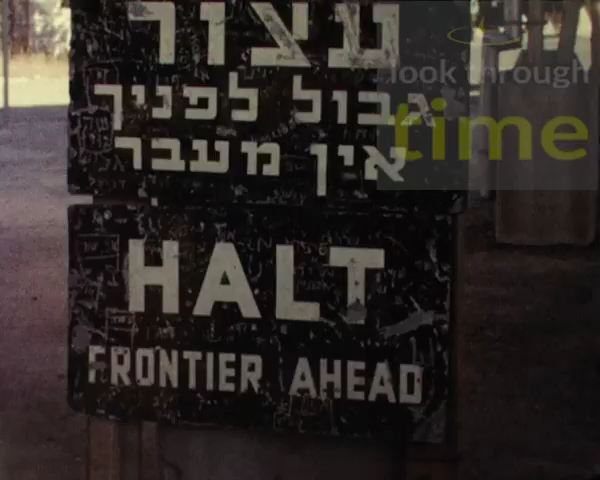 עצור
גבול לפניך
אין מעבר
HALT
FRONTIER AHEAD
look through
time